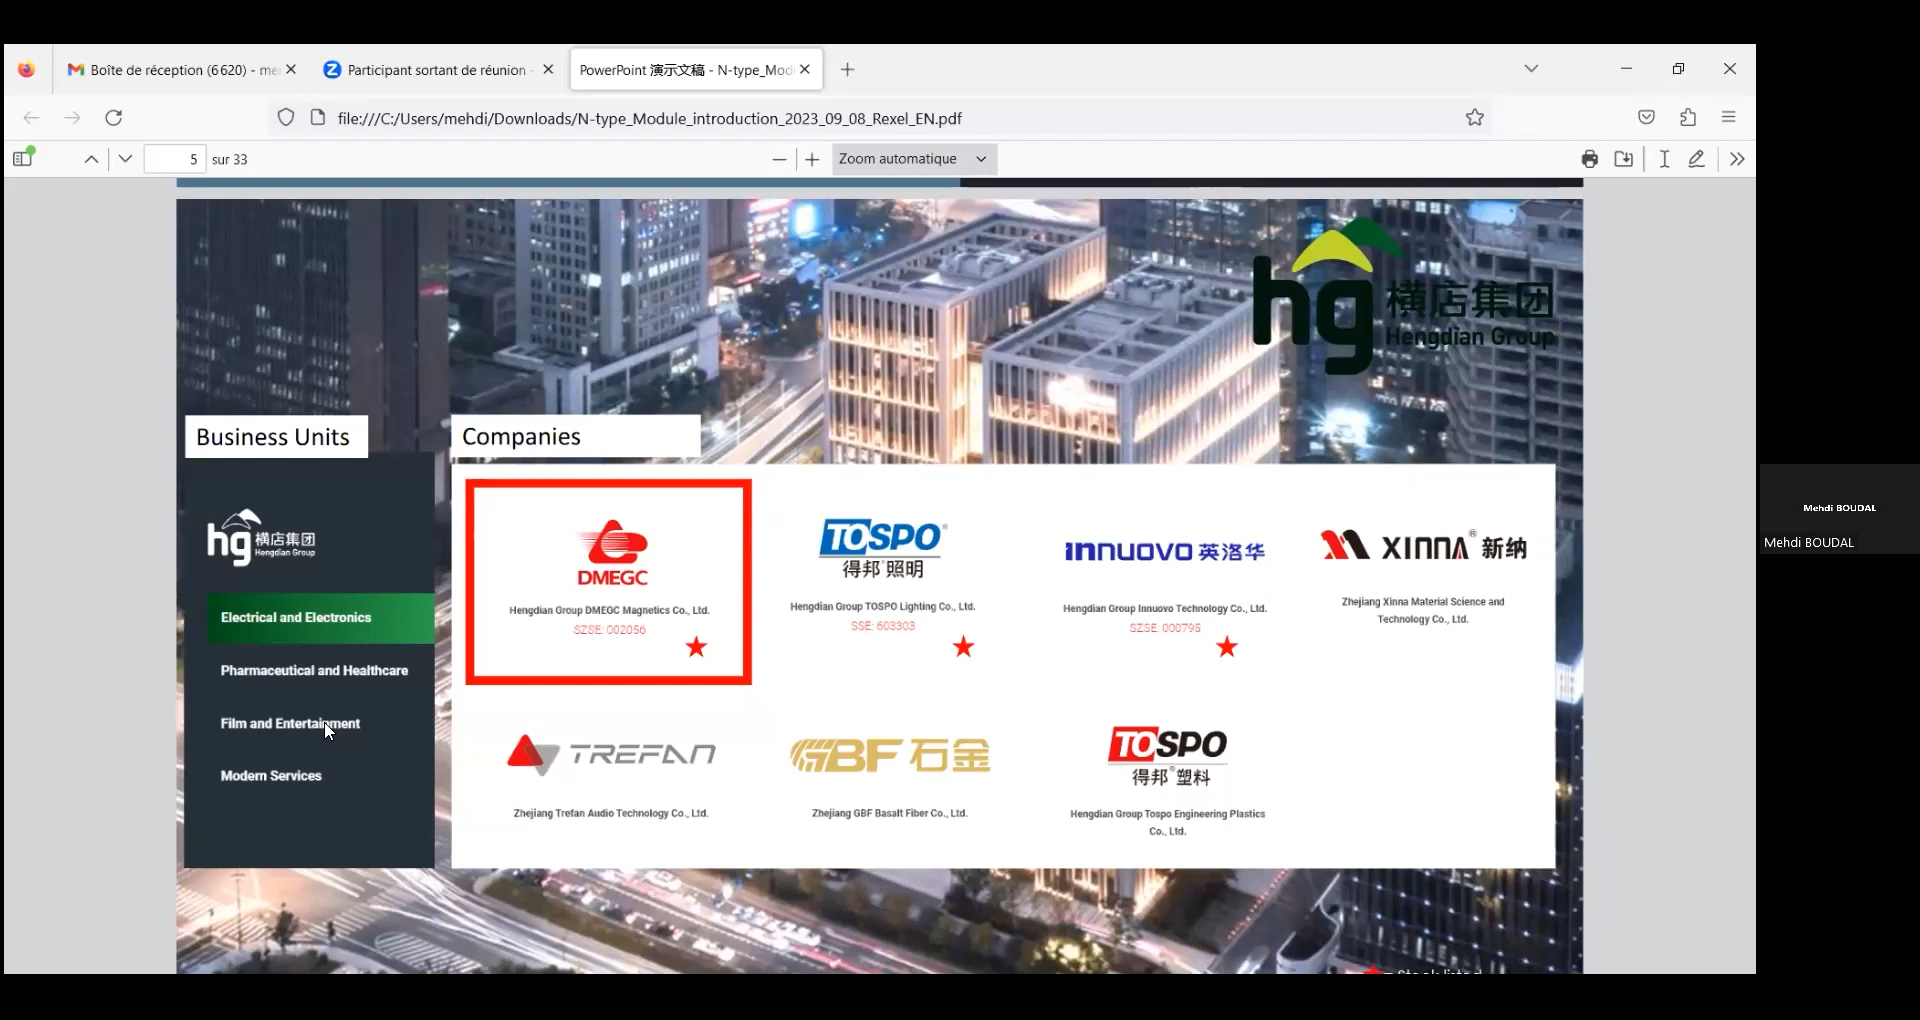 Boîte de réception (6 620) - me
Participant sortant de réunion -
PowerPoint 演示文稿 - N-type_Mod
file:///C:/Users/mehdi/Downloads/N-type_Module_introduction_2023_09_08_Rexel_EN.pdf
5 sur 33
Zoom automatique
hg 横店集团
Hengdian Group
Business Units
Companies
hg 横店集团
Hengdian Group
Electrical and Electronics
Pharmaceutical and Healthcare
Film and Entertainment
Modern Services
DMEGC
Hengdian Group DMEGC Magnetics Co., Ltd.
SZSE: 002056
TOSPO®
得邦®照明
Hengdian Group TOSPO Lighting Co., Ltd.
SSE: 603303
INNUOVO 英洛华
Hengdian Group Innuovo Technology Co., Ltd.
SZSE: 000795
XINNA® 新纳
Zhejiang Xinna Material Science and
Technology Co., Ltd.
TREFAN
Zhejiang Trefan Audio Technology Co., Ltd.
GBF 石金
Zhejiang GBF Basalt Fiber Co., Ltd.
TOSPO
得邦®塑料
Hengdian Group Tospo Engineering Plastics
Co., Ltd.
Mehdi BOUDAL
Mehdi BOUDAL